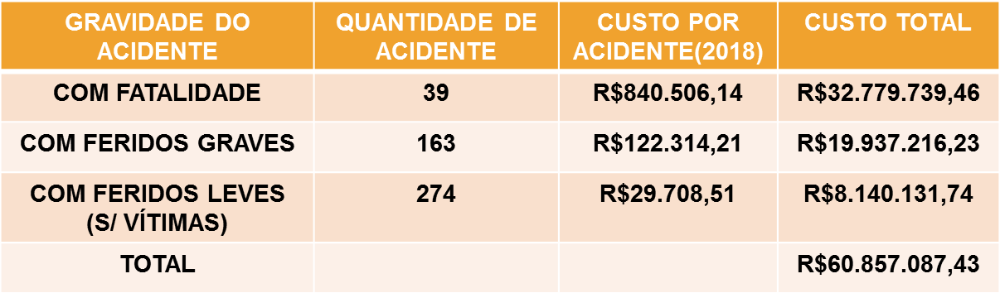 GRAVIDADE DO
ACIDENTE
QUANTIDADE DE
ACIDENTE
CUSTO POR
ACIDENTE(2018)
CUSTO TOTAL
COM FATALIDADE
39
R$840.506,14
R$32.779.739,46
COM FERIDOS GRAVES
163
R$122.314,21
R$19.937.216,23
COM FERIDOS LEVES
(S/ VÍTIMAS)
274
R$29.708,51
R$8.140.131,74
TOTAL
R$60.857.087,43